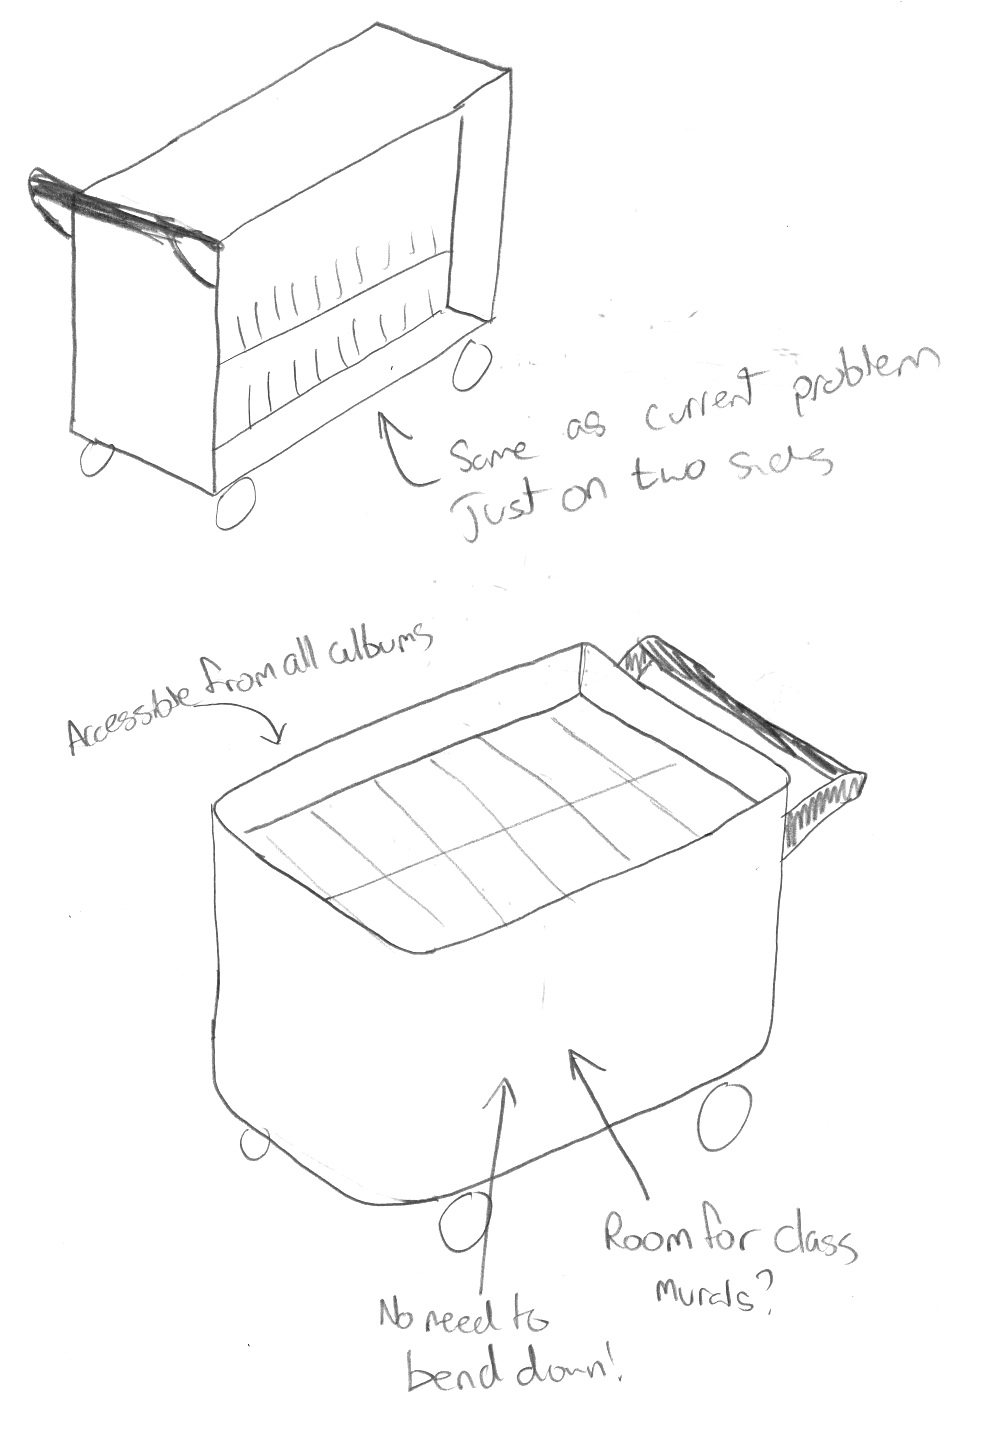 Same as current problem
Just on two sides
Accessible from all albums
Room for class
murals?
No need to
bend down!